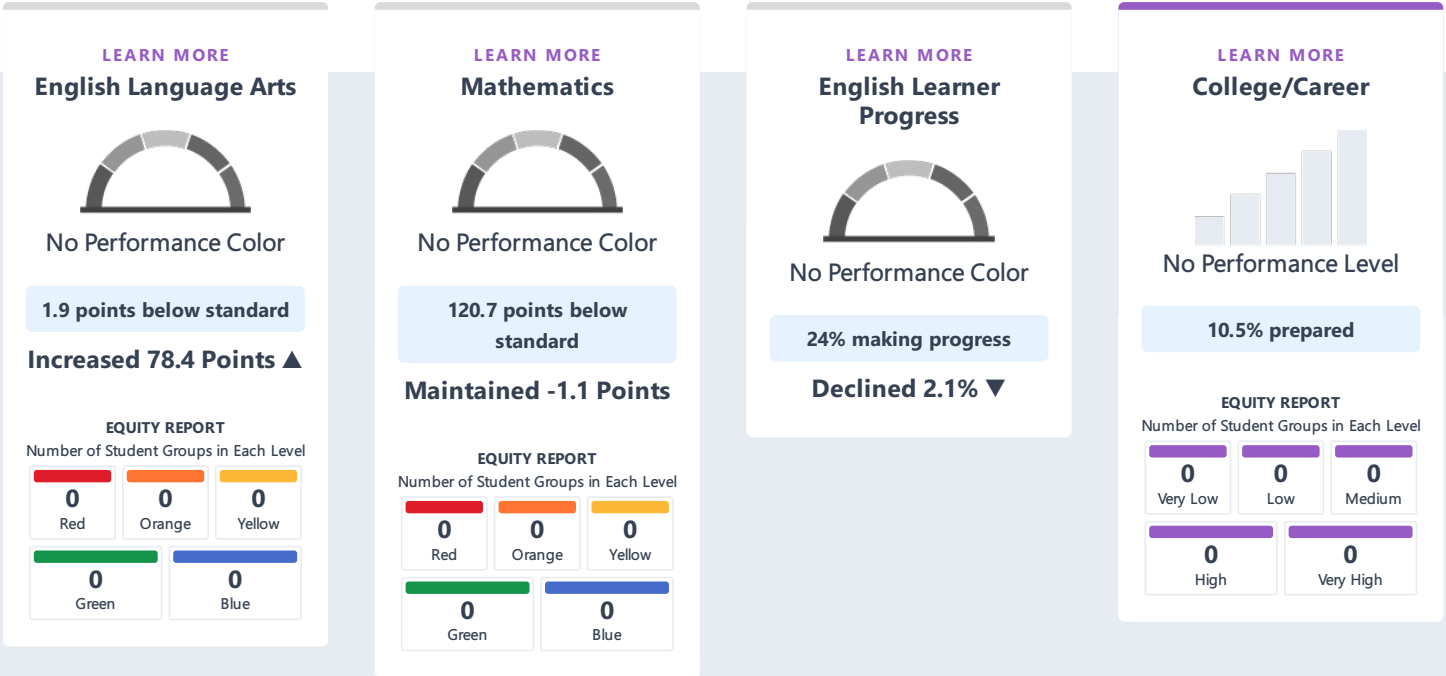 LEARN MORE
English Language Arts
No Performance Color
1.9 points below standard
Increased 78.4 Points ▲
EQUITY REPORT
Number of Student Groups in Each Level
0
Red
0
Orange
0
Yellow
0
Green
0
Blue
LEARN MORE
Mathematics
No Performance Color
120.7 points below
standard
Maintained -1.1 Points
EQUITY REPORT
Number of Student Groups in Each Level
0
Red
0
Orange
0
Yellow
0
Green
0
Blue
LEARN MORE
English Learner
Progress
No Performance Color
24% making progress
Declined 2.1% ▼
LEARN MORE
College/Career
No Performance Level
10.5% prepared
EQUITY REPORT
Number of Student Groups in Each Level
0
Very Low
0
Low
0
Medium
0
High
0
Very High